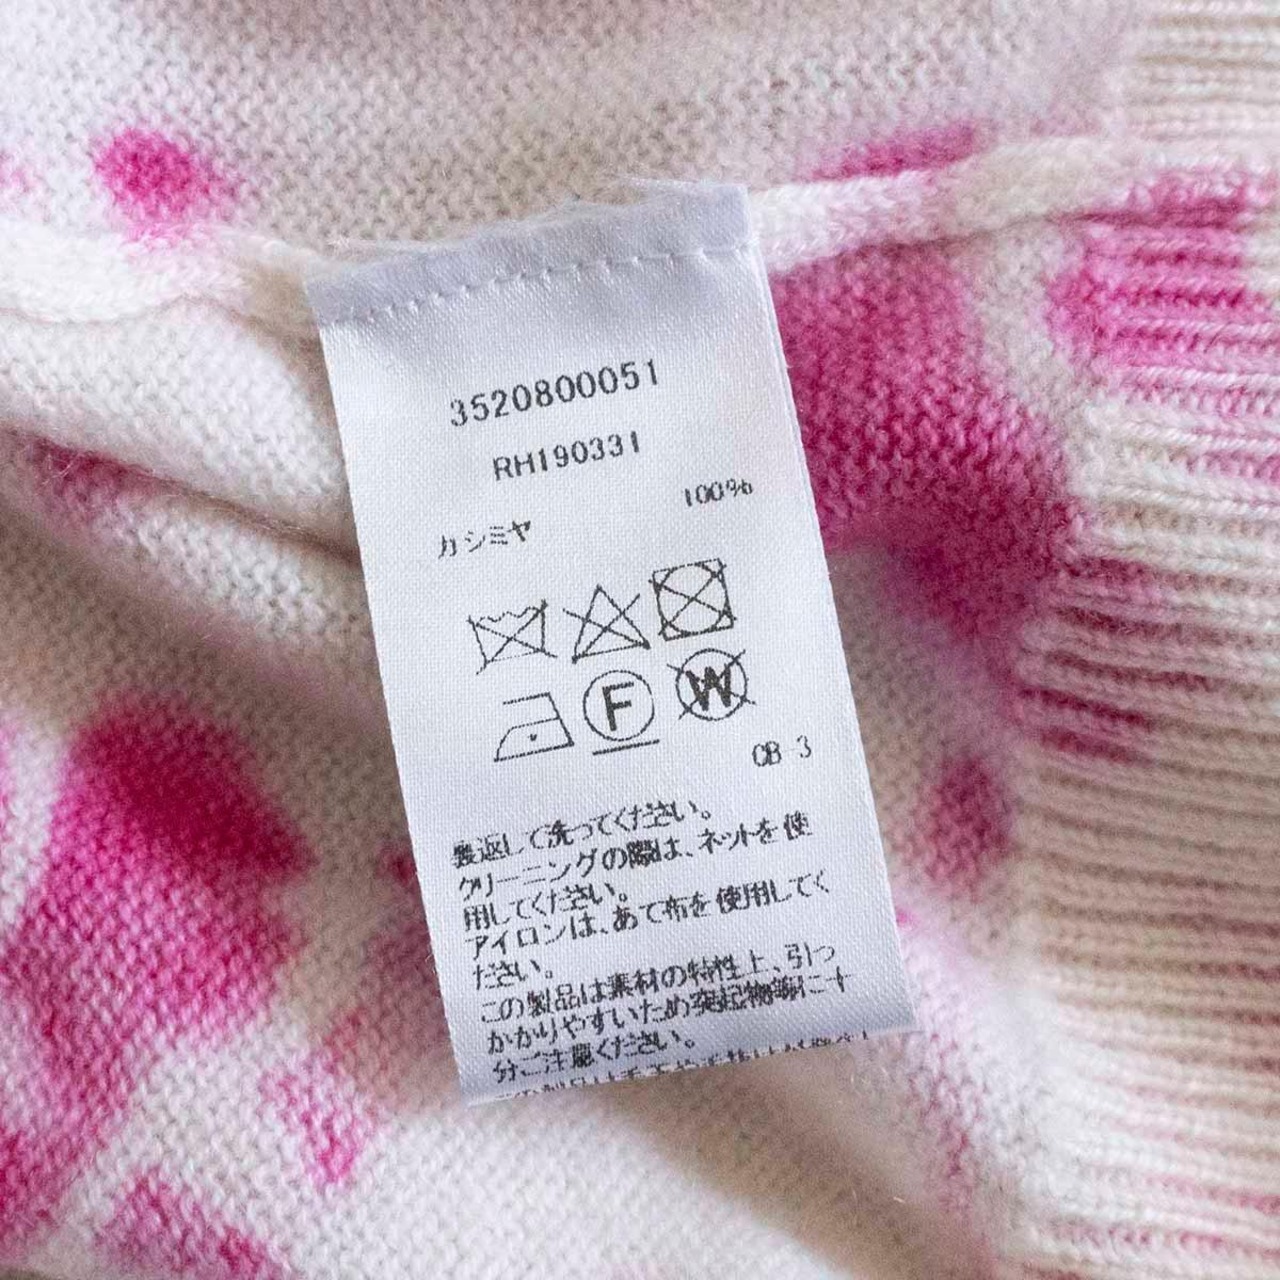 3520800051
RH190331
100%
カシミヤ
F
W
CB-3
裏返して洗ってください。
クリーニングの際は、ネットを使
用してください。
アイロンは、あて布を使用してく
ださい。
この製品は素材の特性上、引っ
かかりやすいため突起物等に十
分ご注意ください。